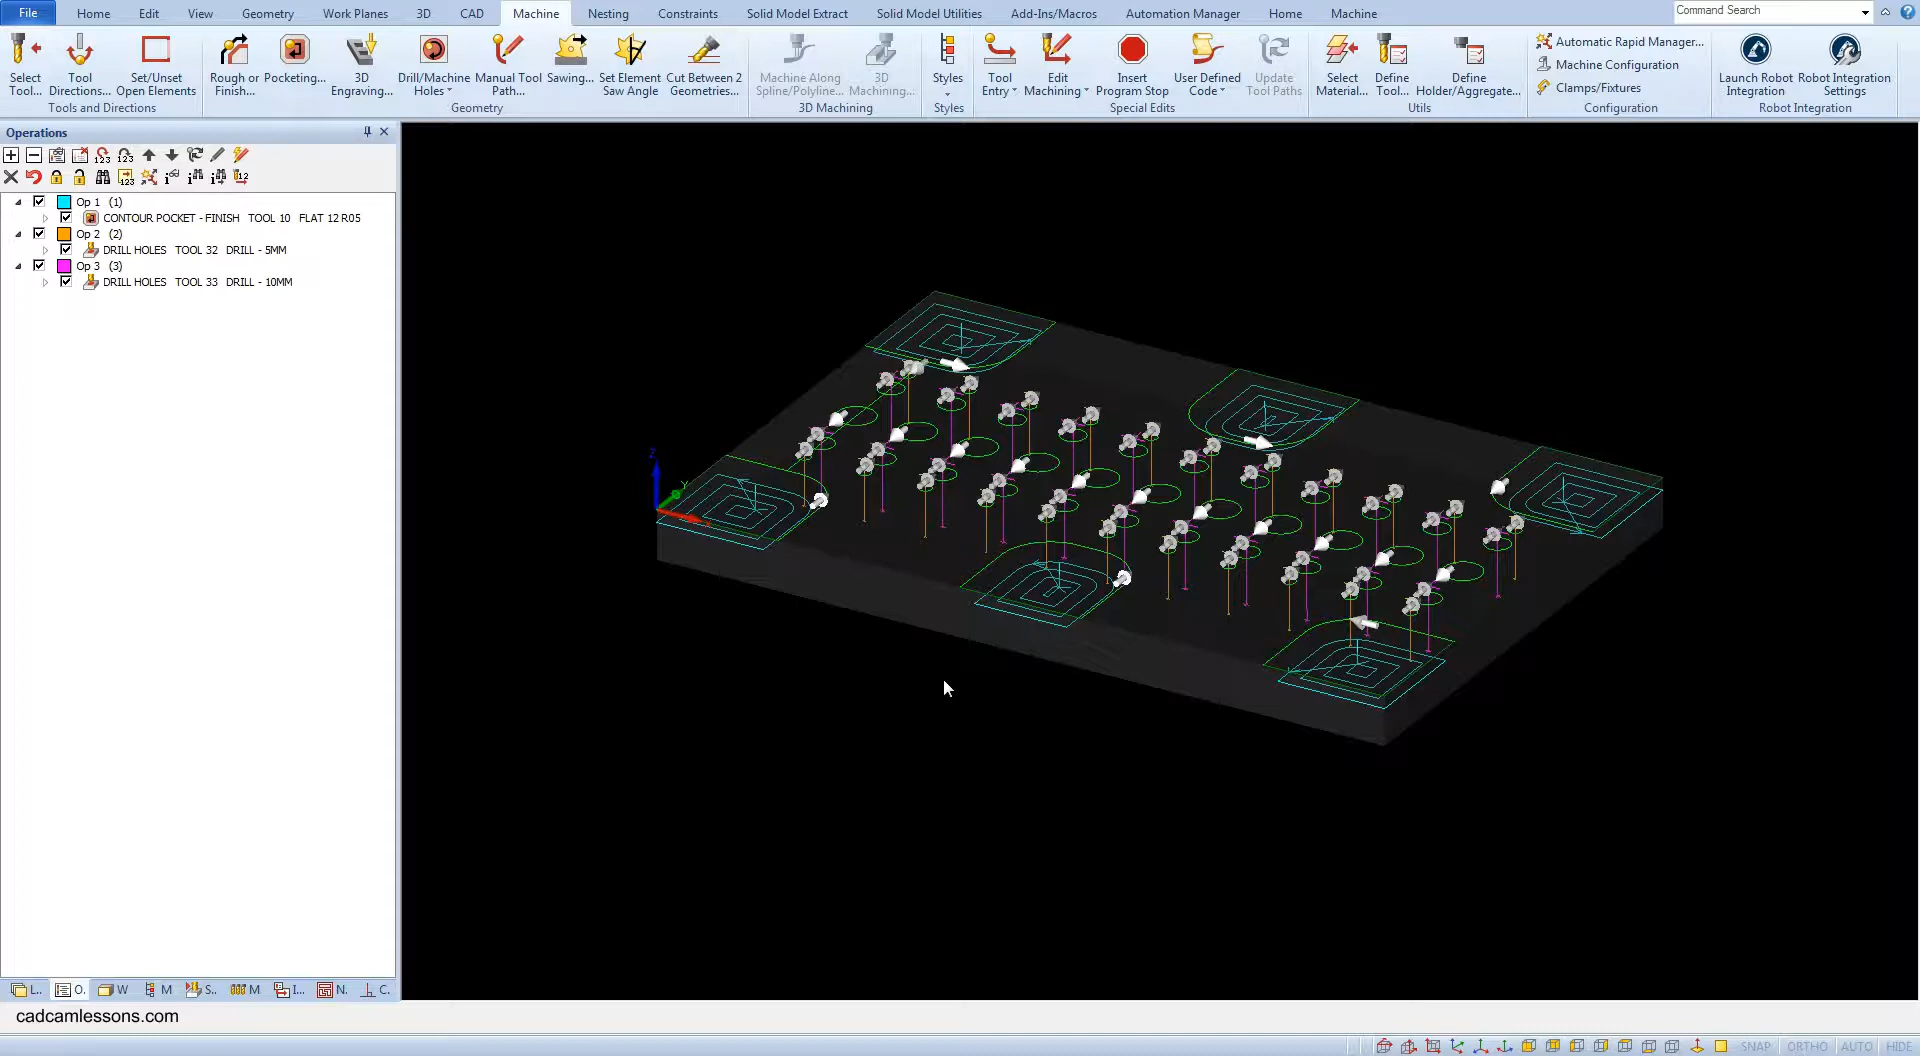 File Home Edit View Geometry Work Planes 3D CAD Machine Nesting Constraints Solid Model Extract Solid Model Utilities Add-Ins/Macros Automation Manager Home Machine Command Search
Select Tool...
Tool Directions...
Set/Unset Open Elements
Tools and Directions
Rough or Finish...
Pocketing...
3D Engraving...
Drill/Machine Holes
Manual Tool Path...
Sawing...
Set Element Saw Angle
Cut Between 2 Geometries...
Geometry
Machine Along Spline/Polyline...
3D Machining...
3D Machining
Styles
Styles
Tool Entry
Edit Machining
Insert Program Stop
User Defined Code
Update Tool Paths
Special Edits
Select Material...
Define Tool...
Define Holder/Aggregate...
Utils
Automatic Rapid Manager...
Machine Configuration
Clamps/Fixtures
Configuration
Launch Robot Integration
Robot Integration Settings
Robot Integration
Operations
Op 1 (1)
CONTOUR POCKET - FINISH TOOL 10 FLAT 12 R05
Op 2 (2)
DRILL HOLES TOOL 32 DRILL - 5MM
Op 3 (3)
DRILL HOLES TOOL 33 DRILL - 10MM
Z
Y
L.. O. W M S.. M I... N. C.
cadcamlessons.com
SNAP ORTHO AUTO HIDE